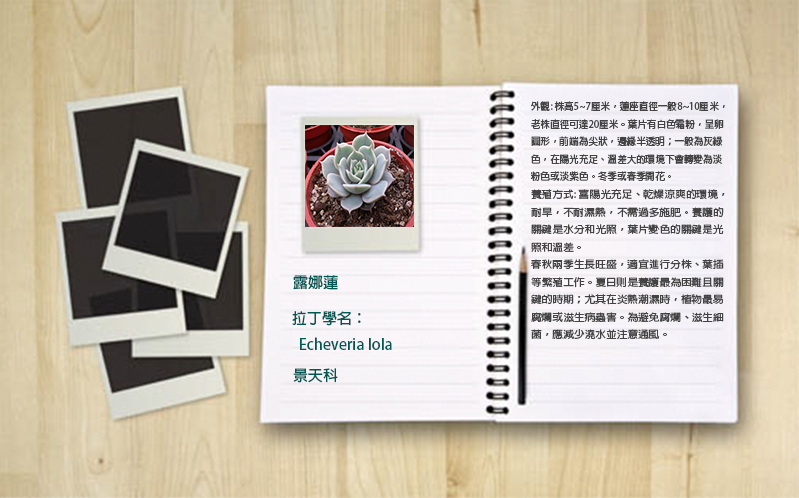 露娜蓮
拉丁學名：
Echeveria lola
景天科
外觀: 株高5~7厘米，蓮座直徑一般8~10厘米，
老株直徑可達20厘米。葉片有白色霜粉，呈卵
圓形，前端為尖狀，邊緣半透明；一般為灰綠
色，在陽光充足、溫差大的環境下會轉變為淡
粉色或淡紫色。冬季或春季開花。
養殖方式: 喜陽光充足、乾燥涼爽的環境，
耐旱，不耐濕熱，不需過多施肥。養護的
關鍵是水分和光照，葉片變色的關鍵是光
照和溫差。
春秋兩季生長旺盛，適宜進行分株、葉插
等繁殖工作。夏日則是養護最為困難且關
鍵的時期；尤其在炎熱潮濕時，植物最易
腐爛或滋生病蟲害。為避免腐爛、滋生細
菌，應減少澆水並注意通風。